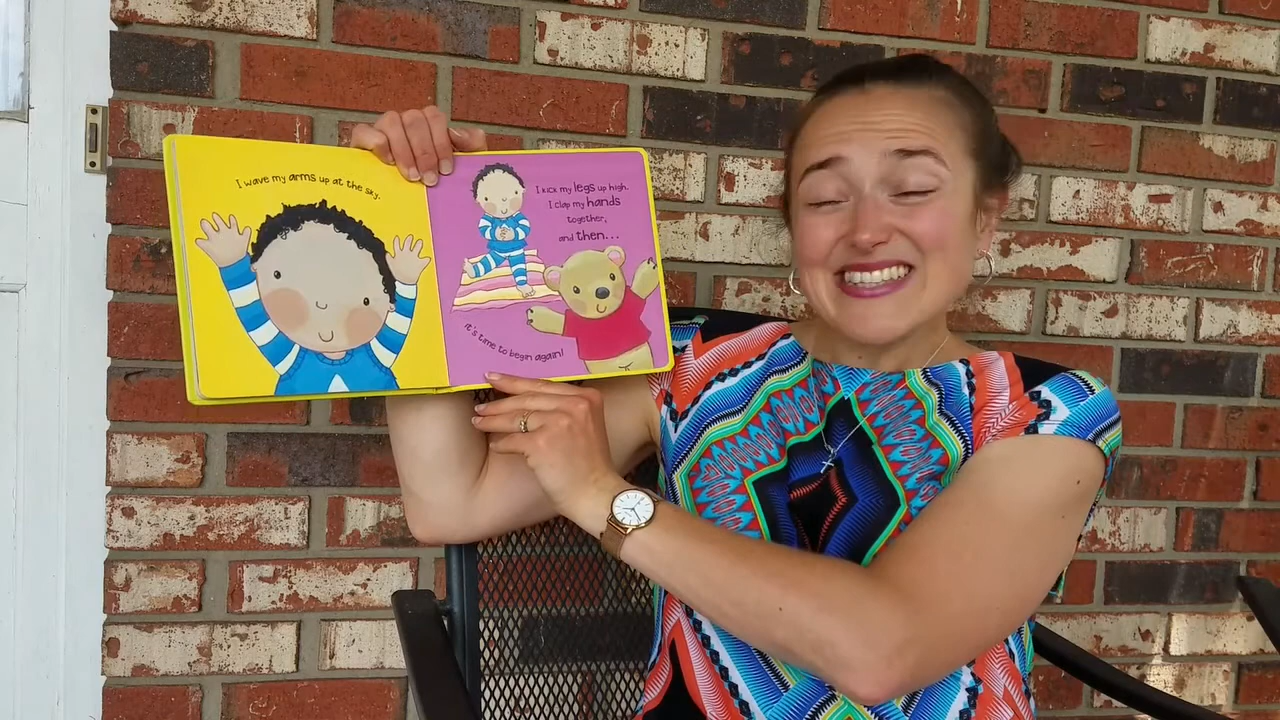 I wave my arms up at the sky.
I kick my legs up high.
I clap my hands
together,
and then...
it's time to begin again!